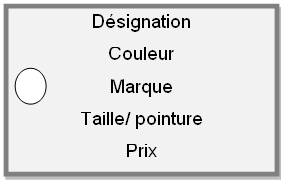 Désignation
Couleur
Marque
Taille/ pointure
Prix